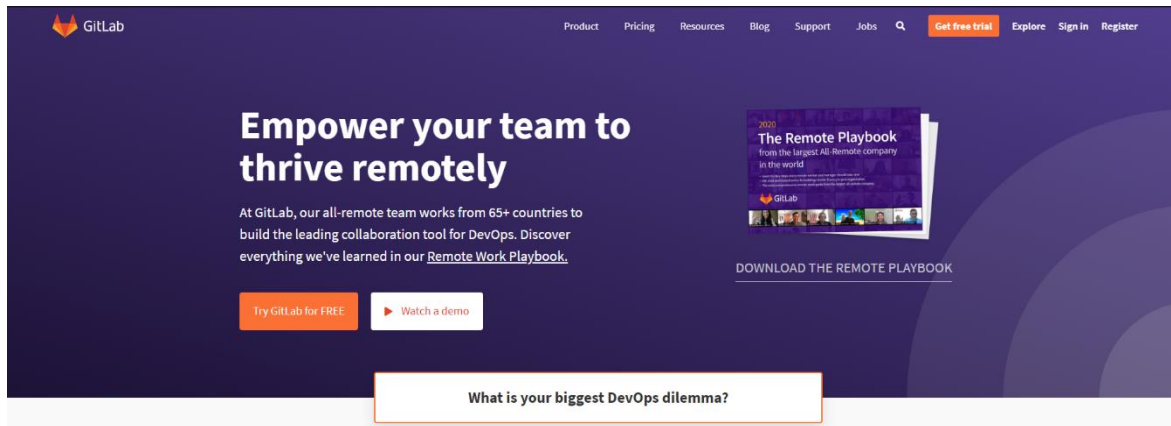 GitLab
Product Pricing Resources Blog Support Jobs Get free trial Explore Sign in Register
Empower your team to
thrive remotely
At GitLab, our all-remote team works from 65+ countries to
build the leading collaboration tool for DevOps. Discover
everything we've learned in our Remote Work Playbook.
Try GitLab for FREE
Watch a demo
2020
The Remote Playbook
from the largest All-Remote company
in the world
GitLab
DOWNLOAD THE REMOTE PLAYBOOK
What is your biggest DevOps dilemma?